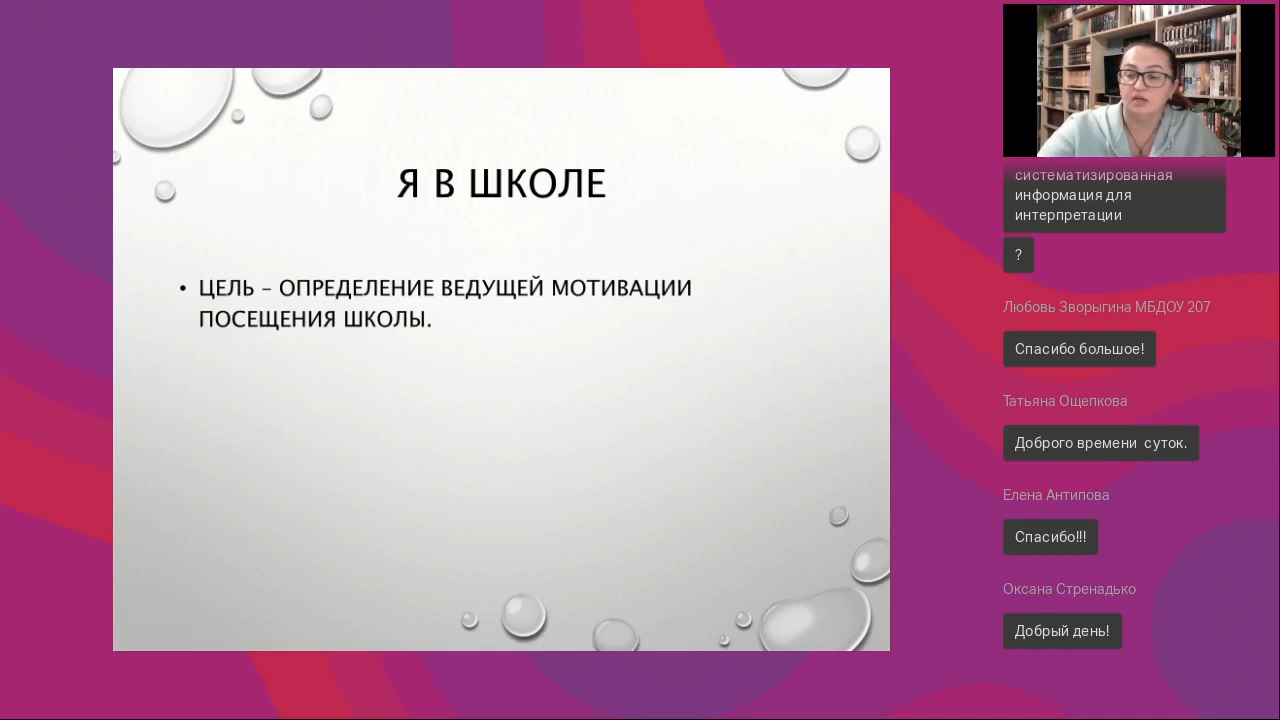 Я В ШКОЛЕ
• ЦЕЛЬ – ОПРЕДЕЛЕНИЕ ВЕДУЩЕЙ МОТИВАЦИИ
ПОСЕЩЕНИЯ ШКОЛЫ.
систематизированная
информация для
интерпретации
?
Любовь Зворыгина МБДОУ 207
Спасибо большое!
Татьяна Ощепкова
Доброго времени суток.
Елена Антипова
Спасибо!!!
Оксана Стренадько
Добрый день!